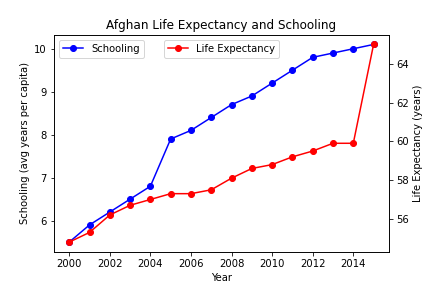 Afghan Life Expectancy and Schooling
Schooling
Life Expectancy
Schooling (avg years per capita)
10
9
8
7
6
64
62
60
58
56
Life Expectancy (years)
2000 2002 2004 2006 2008 2010 2012 2014
Year